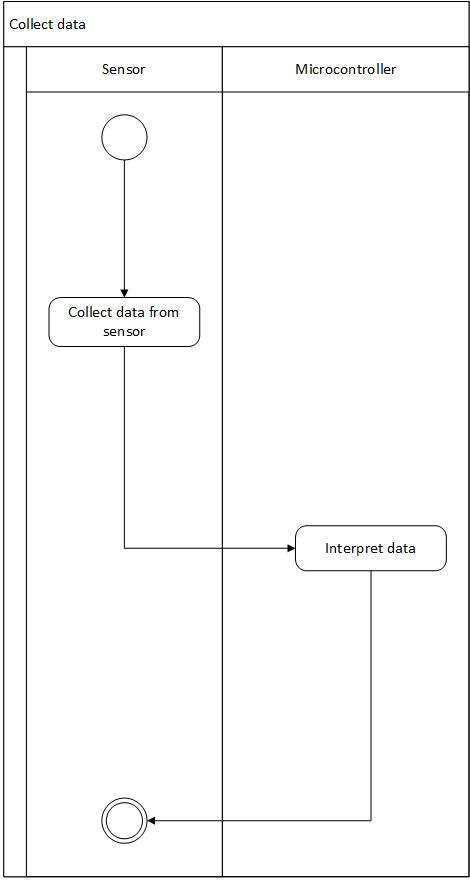 Collect data
Sensor
Microcontroller
Collect data from
sensor
Interpret data